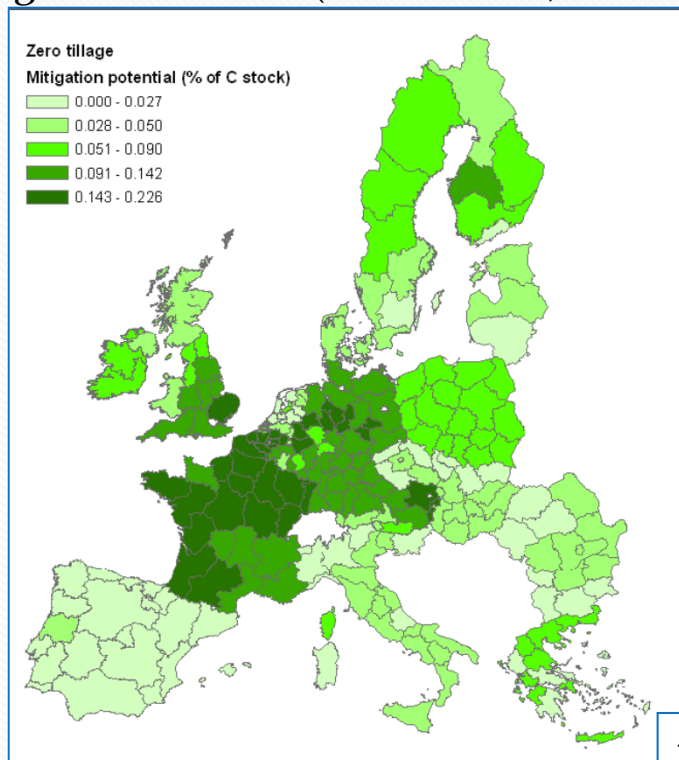 Zero tillage
Mitigation potential (% of C stock)
0.000 - 0.027
0.028 - 0.050
0.051 - 0.090
0.091 - 0.142
0.143 - 0.226